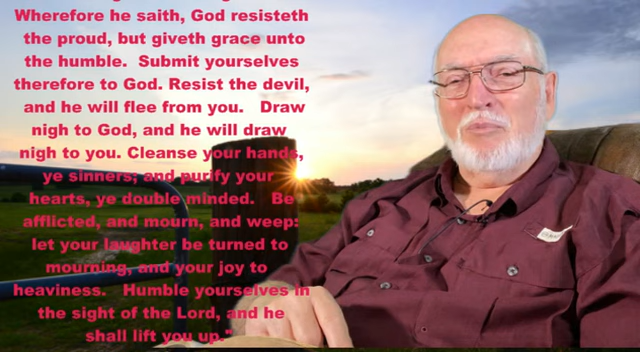 Wherefore he saith, God resisteth
the proud, but giveth grace unto
the humble.  Submit yourselves
therefore to God. Resist the devil,
and he will flee from you.   Draw
nigh to God, and he will draw
nigh to you. Cleanse your hands,
ye sinners; and purify your
hearts, ye double minded.   Be
afflicted, and mourn, and weep:
let your laughter be turned to
mourning, and your joy to
heaviness.   Humble yourselves in
the sight of the Lord, and he
shall lift you up."